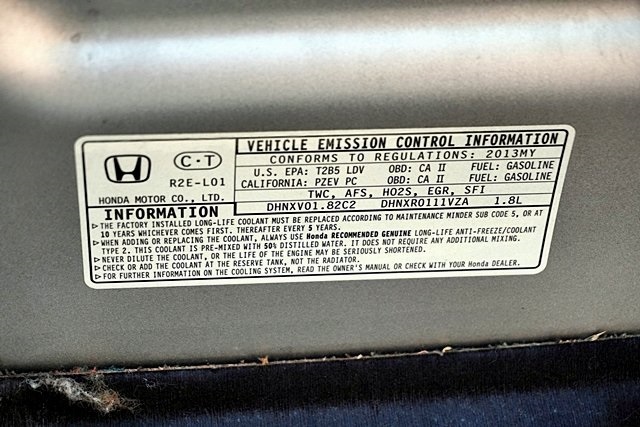 C-T
R2E-L01
HONDA MOTOR CO., LTD.
VEHICLE EMISSION CONTROL INFORMATION
CONFORMS TO REGULATIONS: 2013MY
U.S. EPA: T2B5 LDV OBD: CA II FUEL: GASOLINE
CALIFORNIA: PZEV PC OBD: CA II FUEL: GASOLINE
TWC, AFS, HO2S, EGR, SFI
DHNXV01.82C2 DHNXR0111VZA 1.8L
INFORMATION
▷THE FACTORY INSTALLED LONG-LIFE COOLANT MUST BE REPLACED ACCORDING TO MAINTENANCE MINDER SUB CODE 5, OR AT
10 YEARS WHICHEVER COMES FIRST. THEREAFTER EVERY 5 YEARS.
▷WHEN ADDING OR REPLACING THE COOLANT, ALWAYS USE Honda RECOMMENDED GENUINE LONG-LIFE ANTI-FREEZE/COOLANT
TYPE 2. THIS COOLANT IS PRE-MIXED WITH 50% DISTILLED WATER. IT DOES NOT REQUIRE ANY ADDITIONAL MIXING.
▷NEVER DILUTE THE COOLANT, OR THE LIFE OF THE ENGINE MAY BE SERIOUSLY SHORTENED.
▷CHECK OR ADD THE COOLANT AT THE RESERVE TANK, NOT THE RADIATOR.
▷FOR FURTHER INFORMATION ON THE COOLING SYSTEM, READ THE OWNER'S MANUAL OR CHECK WITH YOUR Honda DEALER.